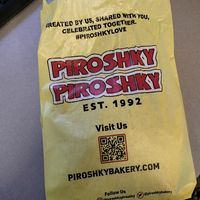 CREATED BY US, SHARED WITH YOU,
CELEBRATED TOGETHER.
#PIROSHKYLOVE
PIROSHKY
PIROSHKY
EST. 1992
Visit Us
PIROSHKYBAKERY.COM
Follow Us